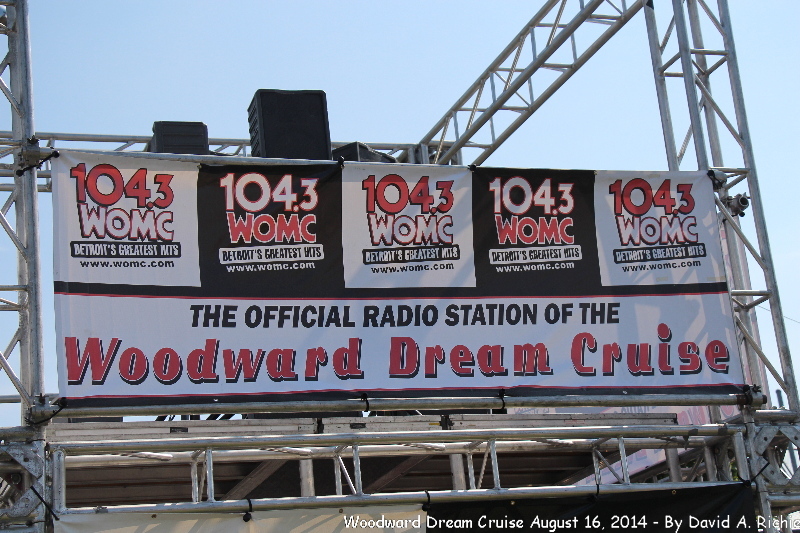 104.3 104.3 104.3 104.3 104.3
WOMC WOMC WOMC WOMC WOMC
DETROIT'S GREATEST HITS DETROIT'S GREATEST HITS DETROIT'S GREATEST HITS DETROIT'S GREATEST HITS DETROIT'S GREATEST HITS
www.womc.com www.womc.com www.womc.com www.womc.com www.womc.com
THE OFFICIAL RADIO STATION OF THE
Woodward Dream Cruise
Woodward Dream Cruise August 16, 2014 - By David A. Richie